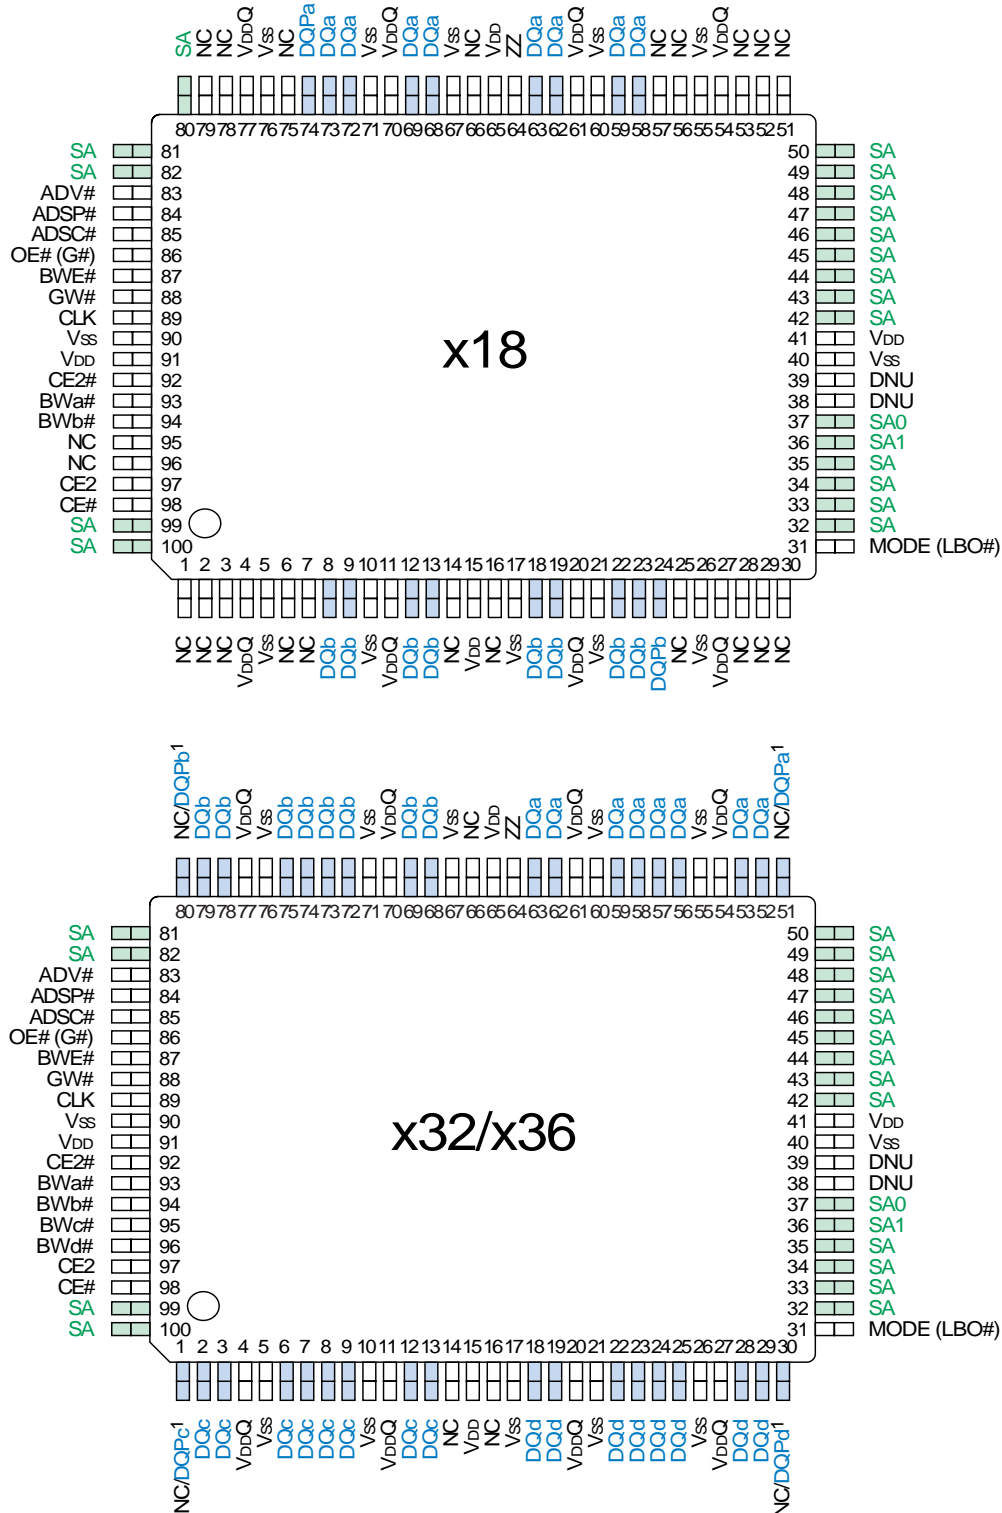 SA NC NC VDDQ VSS NC DQPa DQa DQa VSS VDDQ DQa DQa VSS NC VDD ZZ DQa DQa VDDQ VSS DQa DQa NC NC VSS VDDQ NC NC NC
80 79 78 77 76 75 74 73 72 71 70 69 68 67 66 65 64 63 62 61 60 59 58 57 56 55 54 53 52 51
SA 81 50 SA
SA 82 49 SA
ADV# 83 48 SA
ADSP# 84 47 SA
ADSC# 85 46 SA
OE# (G#) 86 45 SA
BWE# 87 44 SA
GW# 88 43 SA
CLK 89 42 SA
VSS 90 41 VDD
x18
VDD 91 40 VSS
CE2# 92 39 DNU
BWa# 93 38 DNU
BWb# 94 37 SA0
NC 95 36 SA1
NC 96 35 SA
CE2 97 34 SA
CE# 98 33 SA
SA 99 32 SA
SA 100 31 MODE (LBO#)
1 2 3 4 5 6 7 8 9 10 11 12 13 14 15 16 17 18 19 20 21 22 23 24 25 26 27 28 29 30
NC NC NC VDDQ VSS NC NC DQb DQb VSS VDDQ DQb DQb NC VDD NC VSS DQb DQb VDDQ VSS DQb DQb DQPb NC VSS VDDQ NC NC NC
NC/DQPb¹ DQb DQb VDDQ VSS DQb DQb DQb DQb VSS VDDQ DQb DQb VSS NC VDD ZZ DQa DQa VDDQ VSS DQa DQa DQa DQa VSS VDDQ DQa DQa NC/DQPa¹
80 79 78 77 76 75 74 73 72 71 70 69 68 67 66 65 64 63 62 61 60 59 58 57 56 55 54 53 52 51
SA 81 50 SA
SA 82 49 SA
ADV# 83 48 SA
ADSP# 84 47 SA
ADSC# 85 46 SA
OE# (G#) 86 45 SA
BWE# 87 44 SA
GW# 88 43 SA
CLK 89 42 SA
VSS 90 41 VDD
x32/x36
VDD 91 40 VSS
CE2# 92 39 DNU
BWa# 93 38 DNU
BWb# 94 37 SA0
BWc# 95 36 SA1
BWd# 96 35 SA
CE2 97 34 SA
CE# 98 33 SA
SA 99 32 SA
SA 100 31 MODE (LBO#)
1 2 3 4 5 6 7 8 9 10 11 12 13 14 15 16 17 18 19 20 21 22 23 24 25 26 27 28 29 30
NC/DQPc¹ DQc DQc VDDQ VSS DQc DQc DQc DQc VSS VDDQ DQc DQc NC VDD NC VSS DQd DQd VDDQ VSS DQd DQd DQd DQd VSS VDDQ DQd DQd NC/DQPd¹